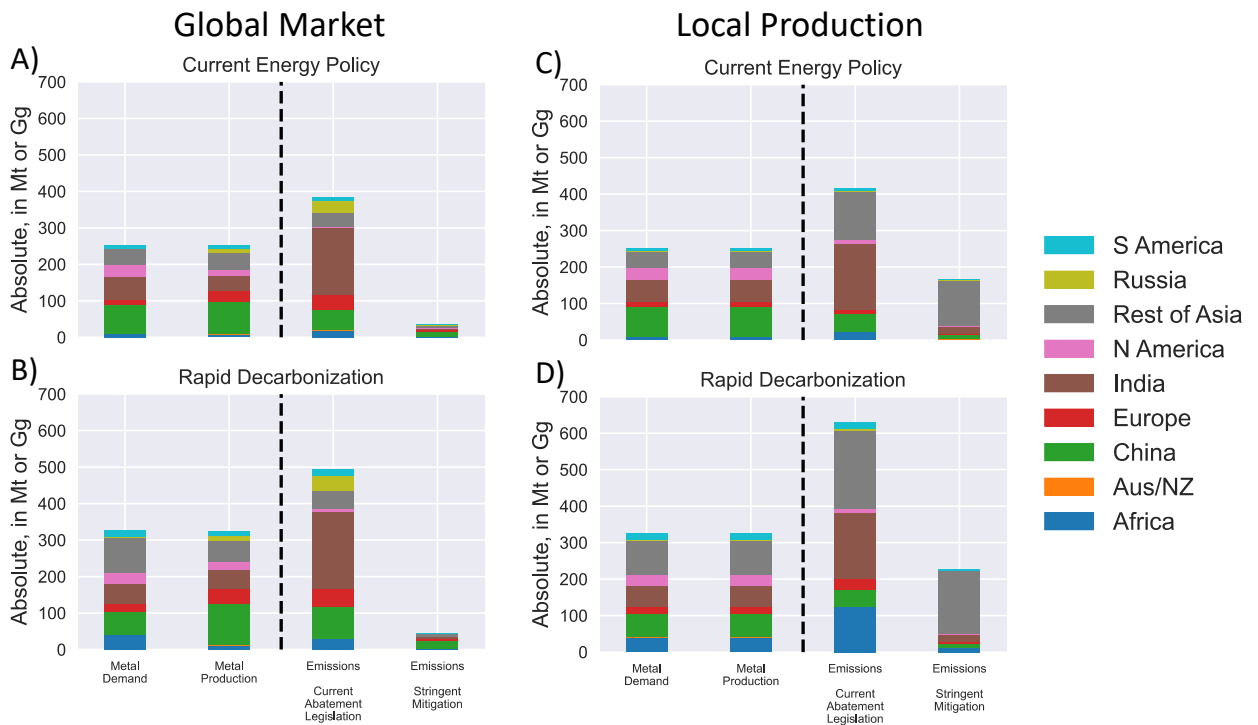 Global Market
Local Production
A)
Current Energy Policy
Absolute, in Mt or Gg
700
600
500
400
300
200
100
0
B)
Rapid Decarbonization
Absolute, in Mt or Gg
700
600
500
400
300
200
100
0
Metal
Demand
Metal
Production
Emissions
Current
Abatement
Legislation
Emissions
Stringent
Mitigation
C)
Current Energy Policy
Absolute, in Mt or Gg
700
600
500
400
300
200
100
0
D)
Rapid Decarbonization
Absolute, in Mt or Gg
700
600
500
400
300
200
100
0
Metal
Demand
Metal
Production
Emissions
Current
Abatement
Legislation
Emissions
Stringent
Mitigation
S America
Russia
Rest of Asia
N America
India
Europe
China
Aus/NZ
Africa